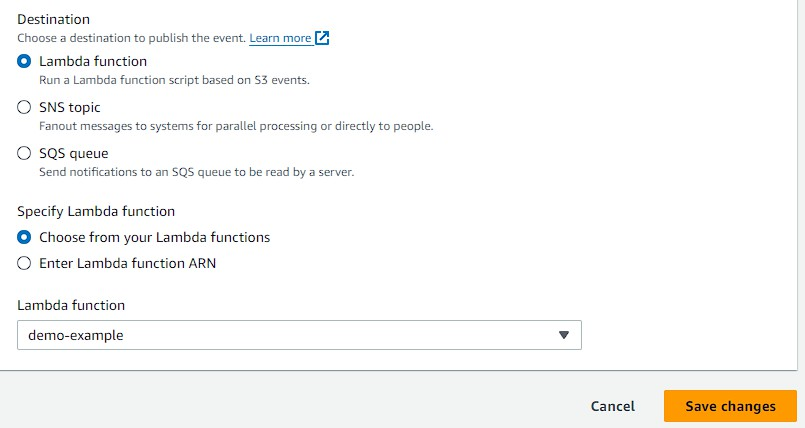 Destination
Choose a destination to publish the event. Learn more
Lambda function
Run a Lambda function script based on S3 events.
SNS topic
Fanout messages to systems for parallel processing or directly to people.
SQS queue
Send notifications to an SQS queue to be read by a server.
Specify Lambda function
Choose from your Lambda functions
Enter Lambda function ARN
Lambda function
demo-example
Cancel Save changes